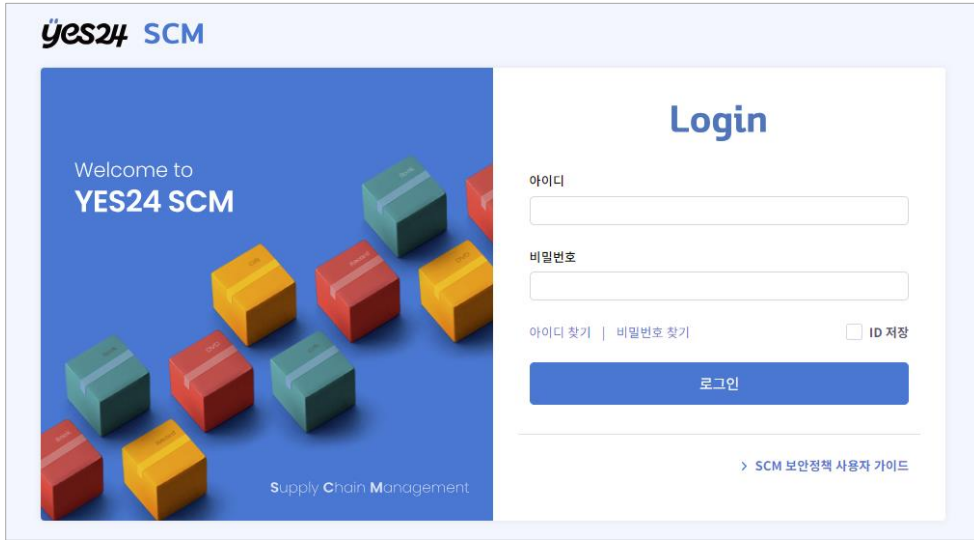 yes24 SCM
Welcome to
YES24 SCM
Supply Chain Management
Login
아이디
비밀번호
아이디 찾기 | 비밀번호 찾기
ID 저장
로그인
> SCM 보안정책 사용자 가이드